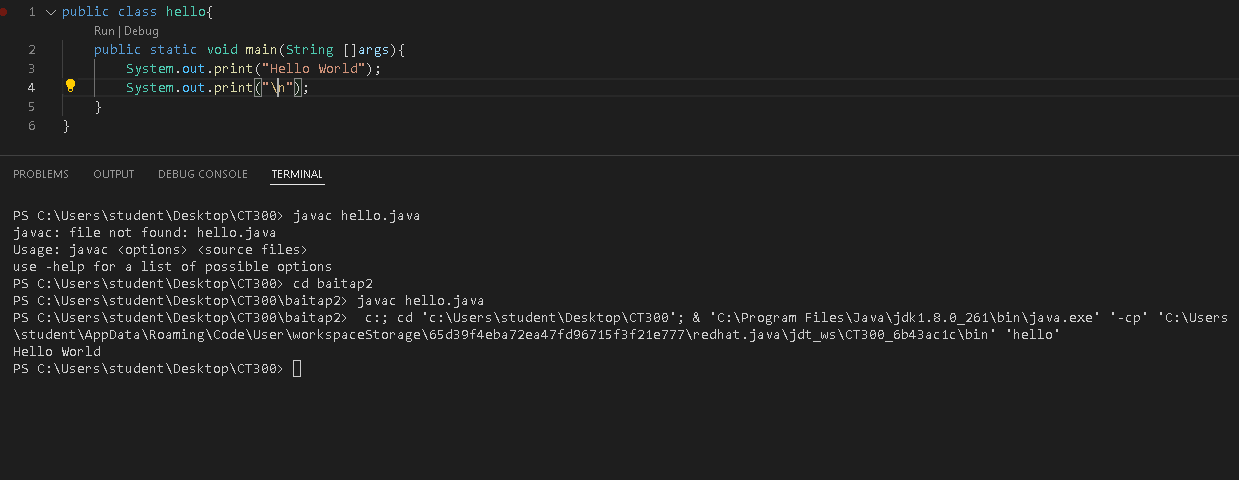 1 public class hello{
Run | Debug
2 public static void main(String []args){
3 System.out.print("Hello World");
4 System.out.print("\n");
5 }
6 }
PROBLEMS OUTPUT DEBUG CONSOLE TERMINAL
PS C:\Users\student\Desktop\CT300> javac hello.java
javac: file not found: hello.java
Usage: javac <options> <source files>
use -help for a list of possible options
PS C:\Users\student\Desktop\CT300> cd baitap2
PS C:\Users\student\Desktop\CT300\baitap2> javac hello.java
PS C:\Users\student\Desktop\CT300\baitap2>  c:; cd 'c:\Users\student\Desktop\CT300'; & 'C:\Program Files\Java\jdk1.8.0_261\bin\java.exe' '-cp' 'C:\Users
\student\AppData\Roaming\Code\User\workspaceStorage\65d39f4eba72ea47fd96715f3f21e777\redhat.java\jdt_ws\CT300_6b43ac1c\bin' 'hello'
Hello World
PS C:\Users\student\Desktop\CT300>